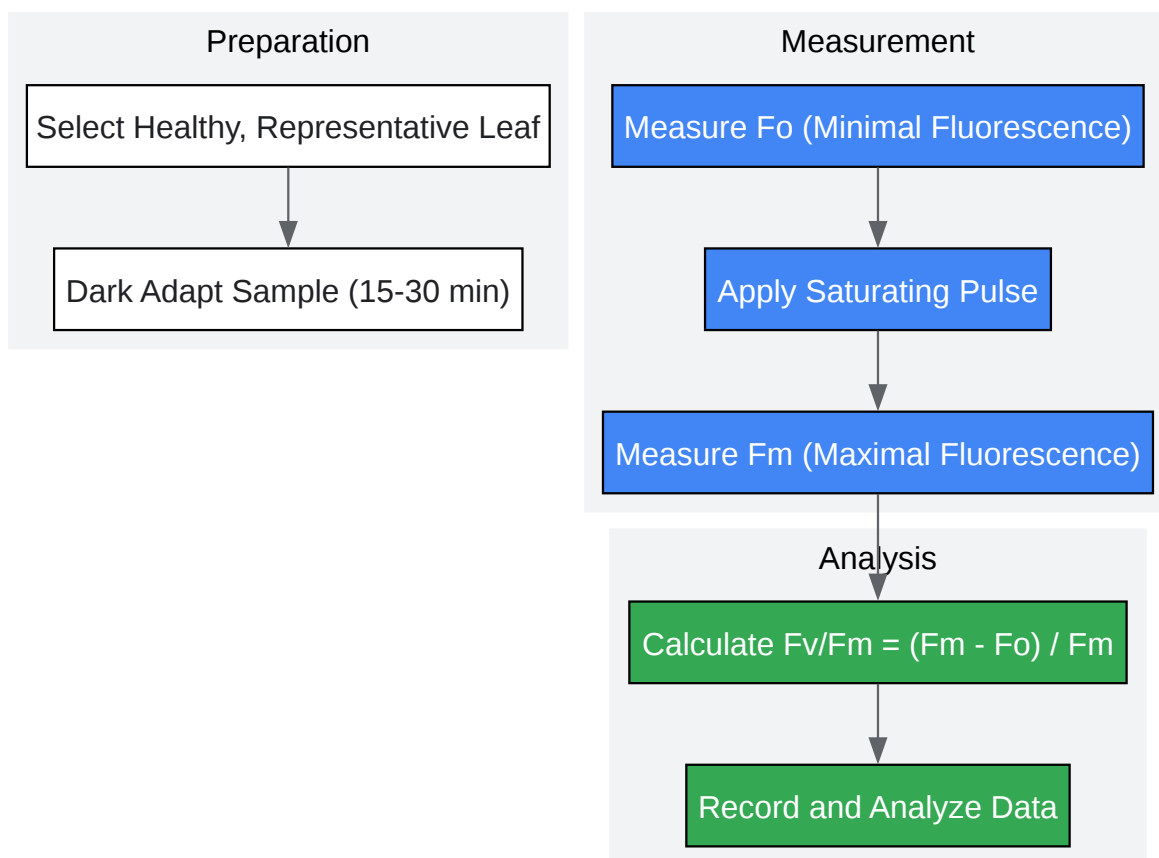 Preparation
Select Healthy, Representative Leaf
Dark Adapt Sample (15-30 min)
Measurement
Measure Fo (Minimal Fluorescence)
Apply Saturating Pulse
Measure Fm (Maximal Fluorescence)
Analysis
Calculate Fv/Fm = (Fm - Fo) / Fm
Record and Analyze Data